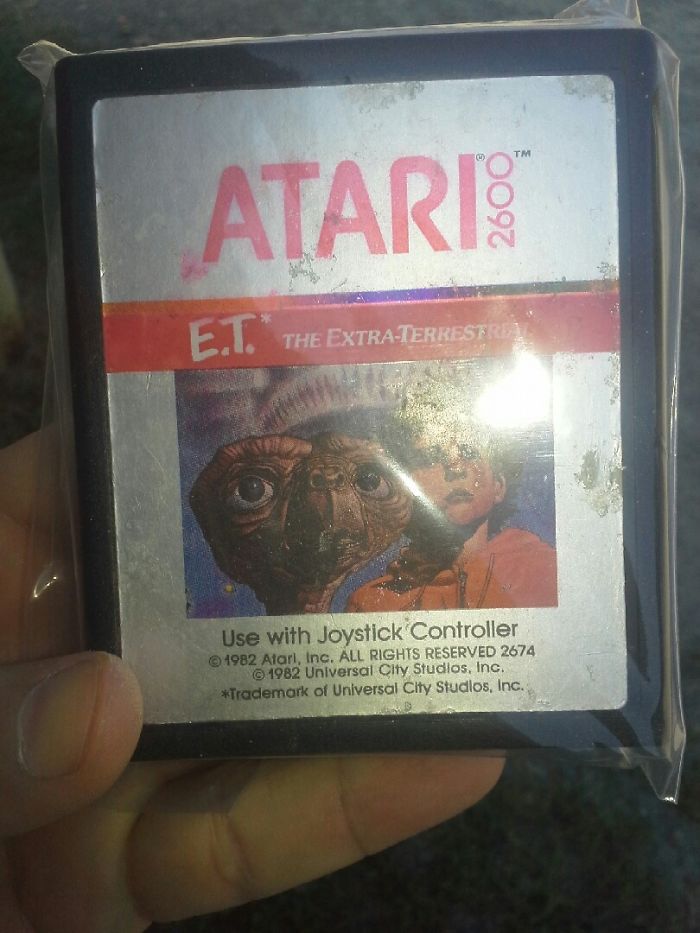 ATARI® 2600™
E.T.* THE EXTRA-TERRESTRIAL
Use with Joystick Controller
© 1982 Atari, Inc. ALL RIGHTS RESERVED 2674
© 1982 Universal City Studios, Inc.
*Trademark of Universal City Studios, Inc.